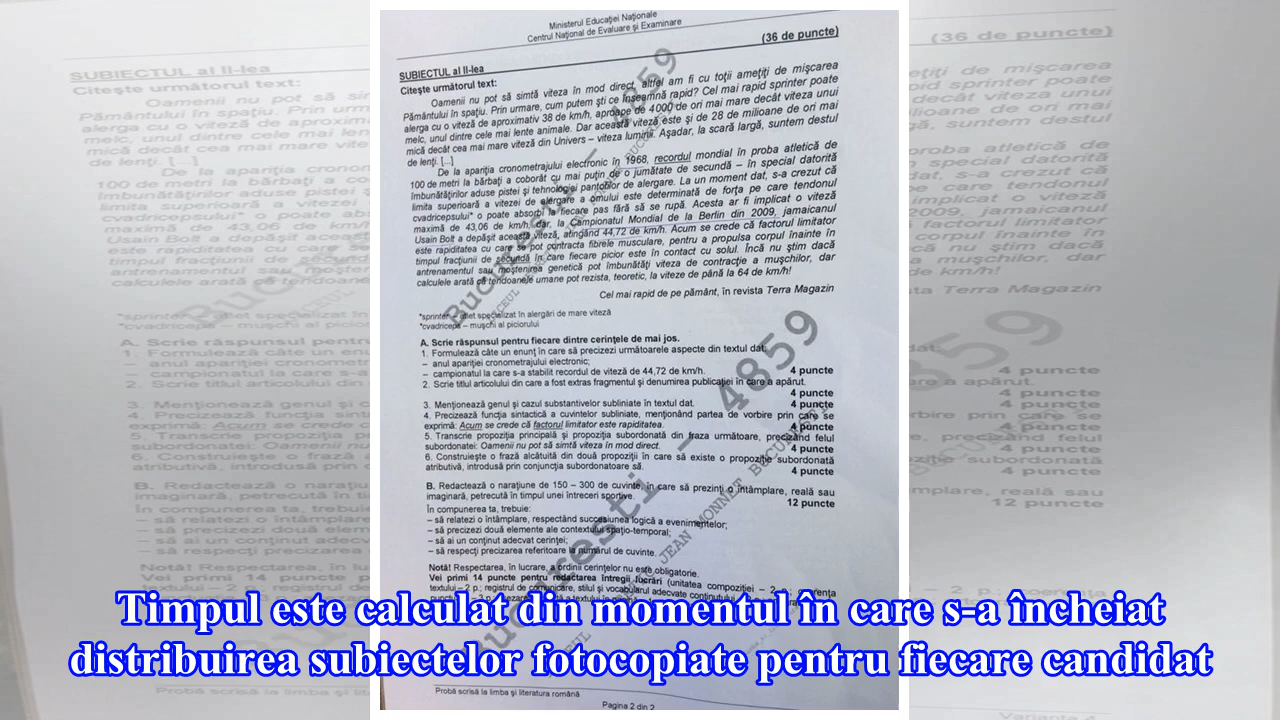 Ministerul Educației Naționale
Centrul Național de Evaluare și Examinare
SUBIECTUL al II-lea
(36 de puncte)
Citește următorul text:
Oamenii nu pot să simtă viteza în mod direct, altfel am fi cu toții amețiți de mișcarea
Pământului în spațiu. Prin urmare, cum putem ști ce înseamnă rapid? Cel mai rapid sprinter poate
alerga cu o viteză de aproximativ 38 de km/h, aproape de 4000 de ori mai mare decât viteza unui
melc, unul dintre cele mai lente animale. Dar această viteză este și de 28 de milioane de ori mai
mică decât cea mai mare viteză din Univers – viteza luminii. Așadar, la scară largă, suntem destul
de lenți. [...]
De la apariția cronometrajului electronic în 1968, recordul mondial în proba atletică de
100 de metri la bărbați a coborât cu mai puțin de o jumătate de secundă – în special datorită
îmbunătățirilor aduse pistei și tehnologiei pantofilor de alergare. La un moment dat, s-a crezut că
limita superioară a vitezei de alergare a omului este determinată de forța pe care tendonul
cvadricepsului* o poate absorbi la fiecare pas fără să se rupă. Acesta ar fi implicat o viteză
maximă de 43,06 de km/h, dar, la Campionatul Mondial de la Berlin din 2009, jamaicanul
Usain Bolt a depășit această viteză, atingând 44,72 de km/h. Acum se crede că factorul limitator
este rapiditatea cu care se pot contracta fibrele musculare, pentru a propulsa corpul înainte în
timpul fracțiunii de secundă în care fiecare picior este în contact cu solul. Încă nu știm dacă
antrenamentul sau moștenirea genetică pot îmbunătăți viteza de contracție a mușchilor, dar
calculele arată că tendoanele umane pot rezista, teoretic, la viteze de până la 64 de km/h!
Cel mai rapid de pe pământ, în revista Terra Magazin
*sprinter – atlet specializat în alergări de mare viteză
*cvadriceps – mușchi al piciorului
A. Scrie răspunsul pentru fiecare dintre cerințele de mai jos.
1. Formulează câte un enunț în care să precizezi următoarele aspecte din textul dat:
– anul apariției cronometrajului electronic;
– campionatul la care s-a stabilit recordul de viteză de 44,72 de km/h. 4 puncte
2. Scrie titlul articolului din care a fost extras fragmentul și denumirea publicației în care a apărut.
4 puncte
3. Menționează genul și cazul substantivelor subliniate în textul dat. 4 puncte
4. Precizează funcția sintactică a cuvintelor subliniate, menționând partea de vorbire prin care se
exprimă: Acum se crede că factorul limitator este rapiditatea. 4 puncte
5. Transcrie propoziția principală și propoziția subordonată din fraza următoare, precizând felul
subordonatei: Oamenii nu pot să simtă viteza în mod direct. 4 puncte
6. Construiește o frază alcătuită din două propoziții în care să existe o propoziție subordonată
atributivă, introdusă prin conjuncția subordonatoare să. 4 puncte
B. Redactează o narațiune de 150 – 300 de cuvinte, în care să prezinți o întâmplare, reală sau
imaginară, petrecută în timpul unei întreceri sportive. 12 puncte
În compunerea ta, trebuie:
– să relatezi o întâmplare, respectând succesiunea logică a evenimentelor;
– să precizezi două elemente ale contextului spațio-temporal;
– să ai un conținut adecvat cerinței;
– să respecți precizarea referitoare la numărul de cuvinte.
Notă! Respectarea, în lucrare, a ordinii cerințelor nu este obligatorie.
Vei primi 14 puncte pentru redactarea întregii lucrări (unitatea compoziției – 2
textului – 2 p.; registrul de comunicare, stilul și vocabularul adecvate conținutului
Timpul este calculat din momentul în care s-a încheiat
distribuirea subiectelor fotocopiate pentru fiecare candidat
Probă scrisă la limba și literatura română
Pagina 2 din 2